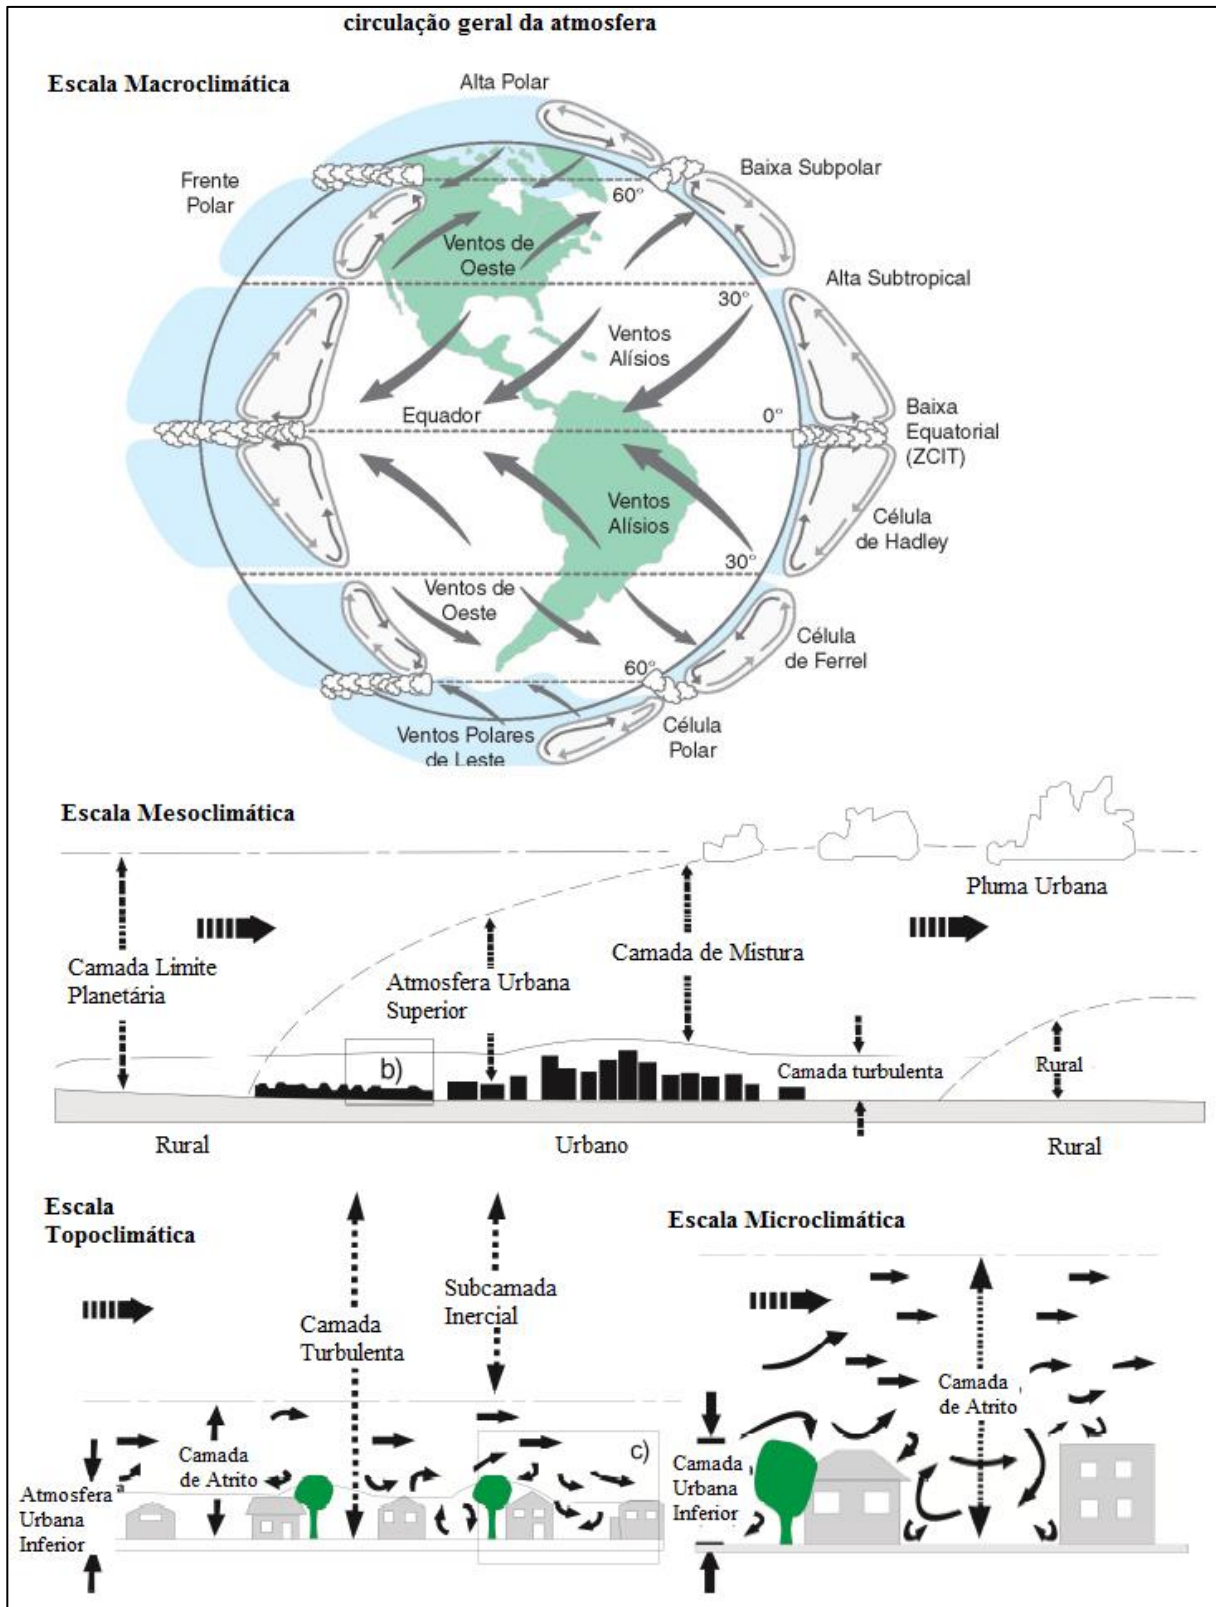 circulação geral da atmosfera
Escala Macroclimática
Alta Polar
Frente
Polar
Baixa Subpolar
60°
Ventos de
Oeste
Alta Subtropical
30°
Ventos
Alísios
Equador
0°
Baixa
Equatorial
(ZCIT)
Ventos
Alísios
Célula
de Hadley
30°
Ventos de
Oeste
Célula
de Ferrel
60°
Ventos Polares
de Leste
Célula
Polar
Escala Mesoclimática
Pluma Urbana
Camada Limite
Planetária
Atmosfera Urbana
Superior
Camada de Mistura
b)
Camada turbulenta
Rural
Rural
Urbano
Rural
Escala
Topoclimática
Subcamada
Inercial
Camada
Turbulenta
Camada
de Atrito
c)
Atmosfera
Urbana
Inferior
Escala Microclimática
Camada
de Atrito
Camada
Urbana
Inferior